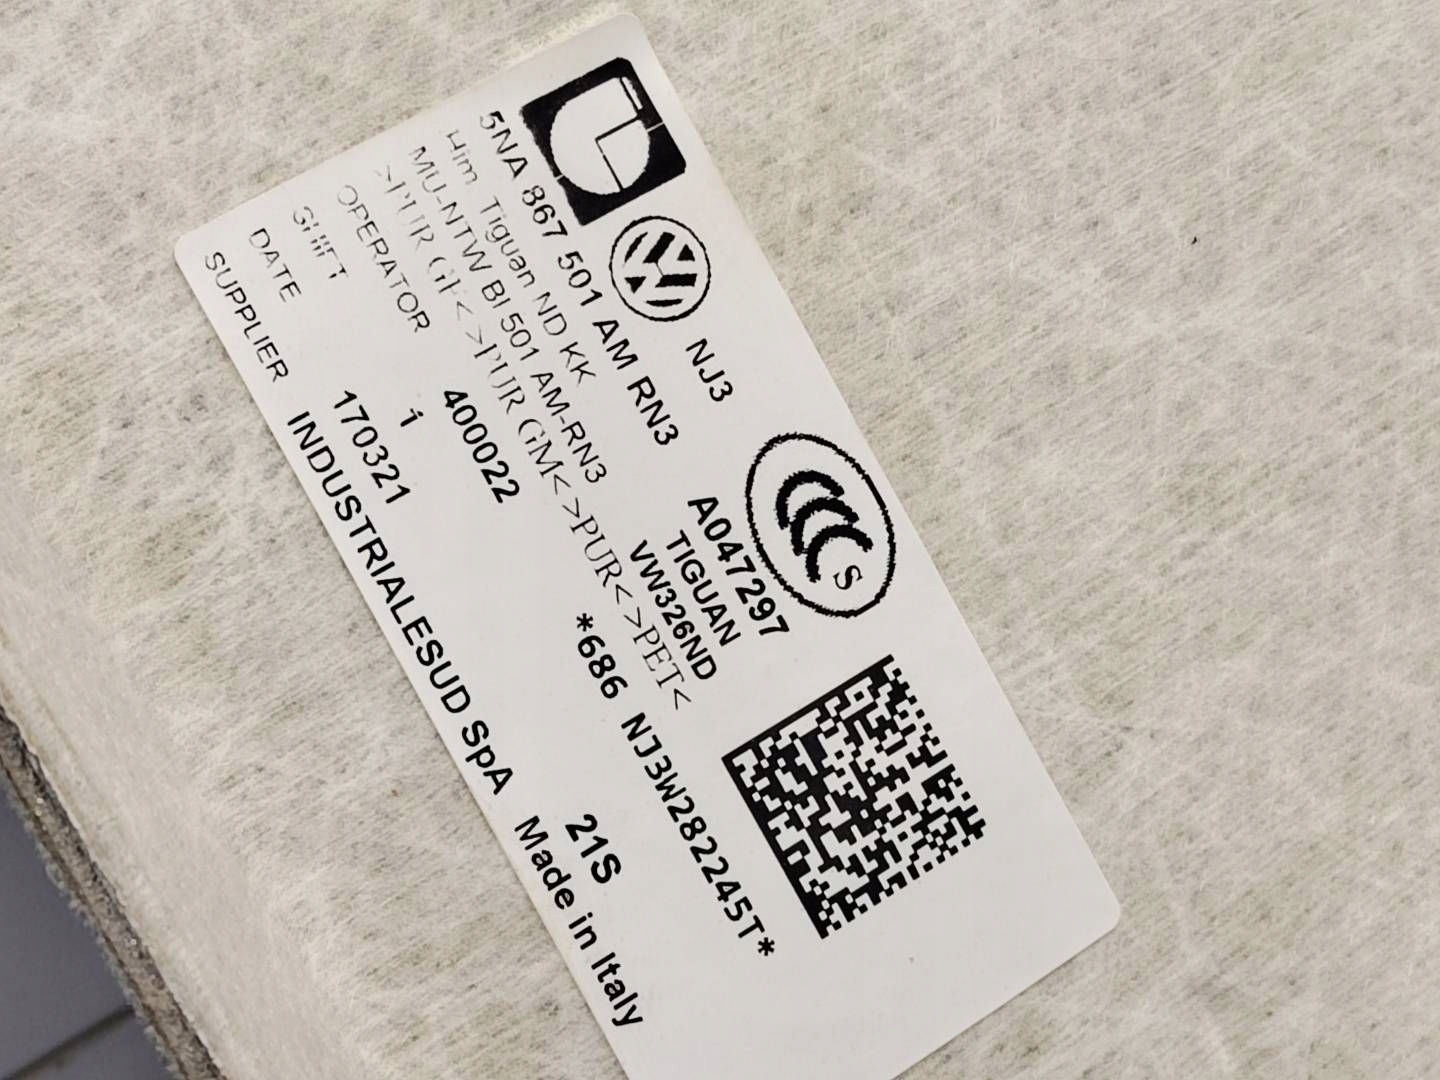 NJ3
5NA 867 501 AM RN3
Him Tiguan ND KK
MU-NTW BI 501 AM-RN3
>PUR GF< >PUR GM< >PUR< >PET<
OPERATOR 400022
SHIFT 1
DATE 170321
SUPPLIER INDUSTRIALESUD SpA
S
A047297
TIGUAN
VW326ND
*686 NJ3W282245T*
21S
Made in Italy